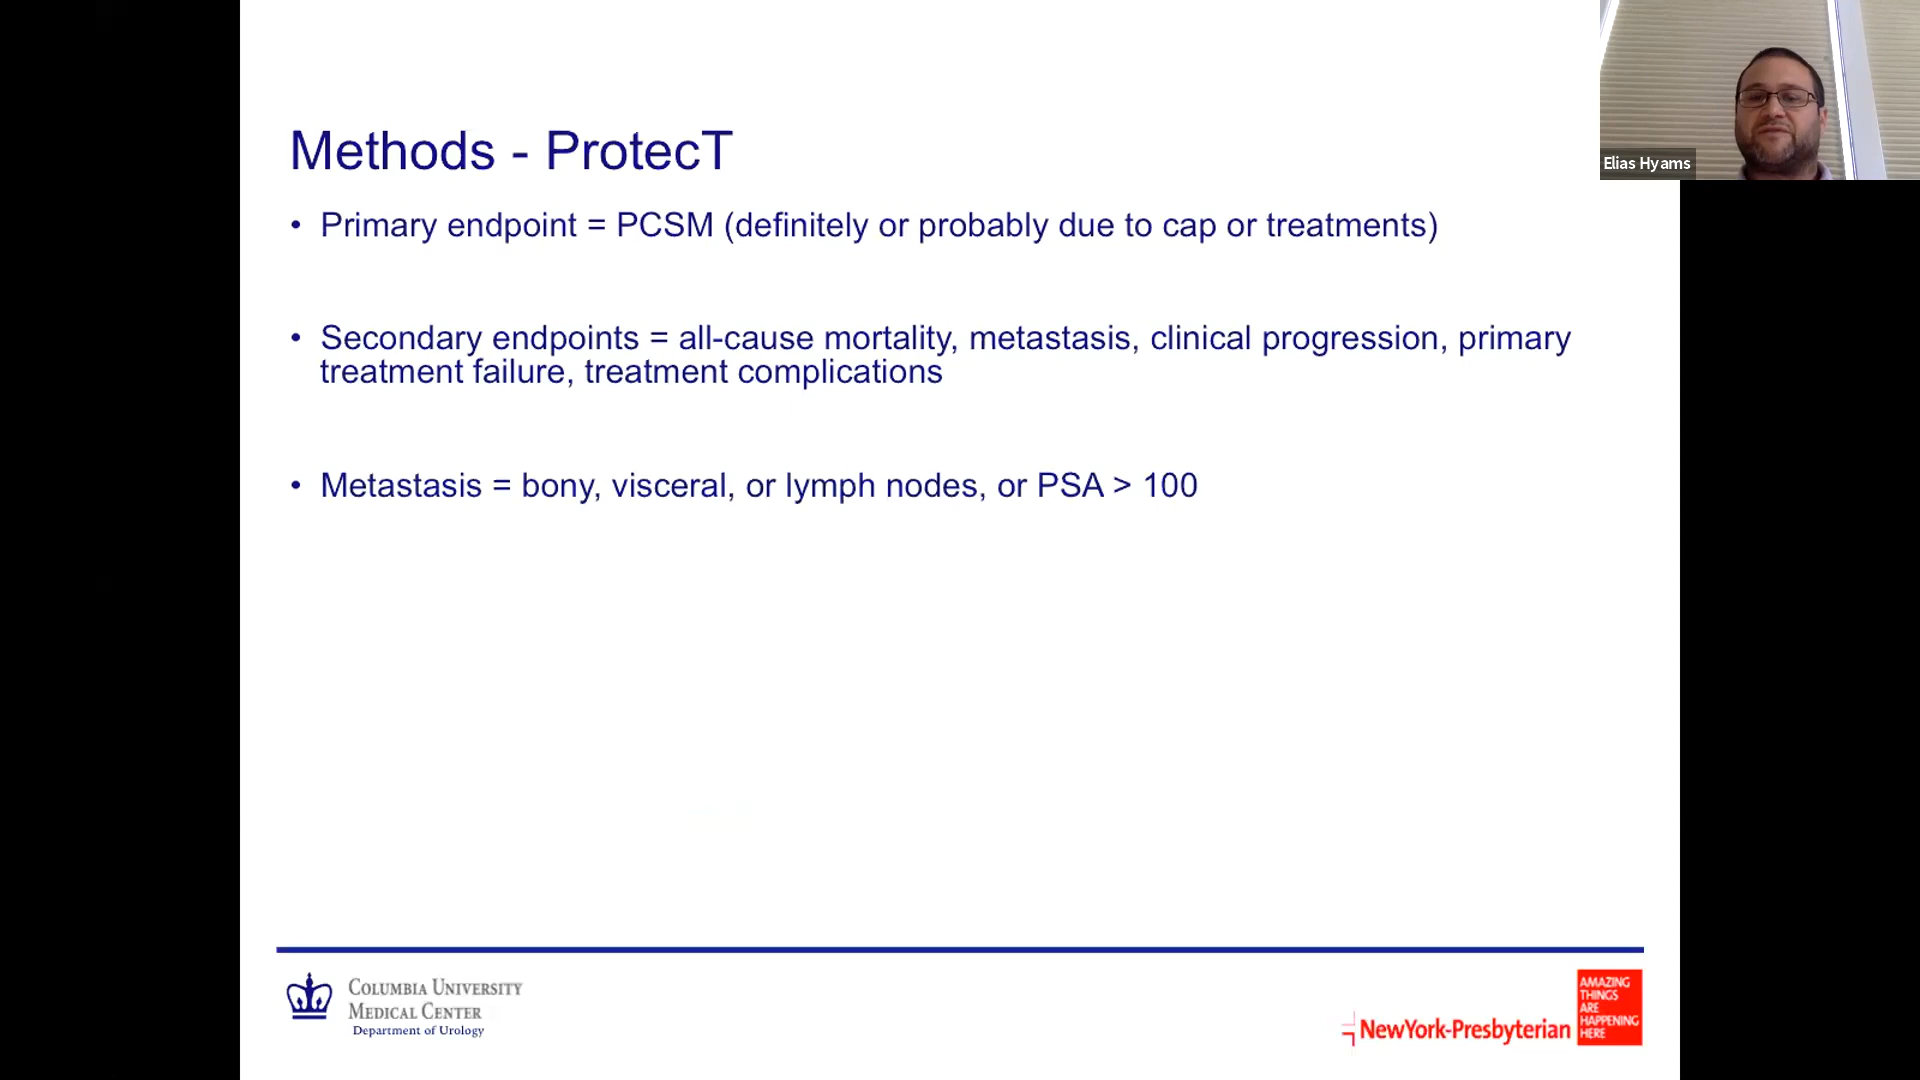 Methods - ProtecT
• Primary endpoint = PCSM (definitely or probably due to cap or treatments)
• Secondary endpoints = all-cause mortality, metastasis, clinical progression, primary
treatment failure, treatment complications
• Metastasis = bony, visceral, or lymph nodes, or PSA > 100
Elias Hyams
COLUMBIA UNIVERSITY
MEDICAL CENTER
Department of Urology
NewYork-Presbyterian
AMAZING
THINGS
ARE
HAPPENING
HERE